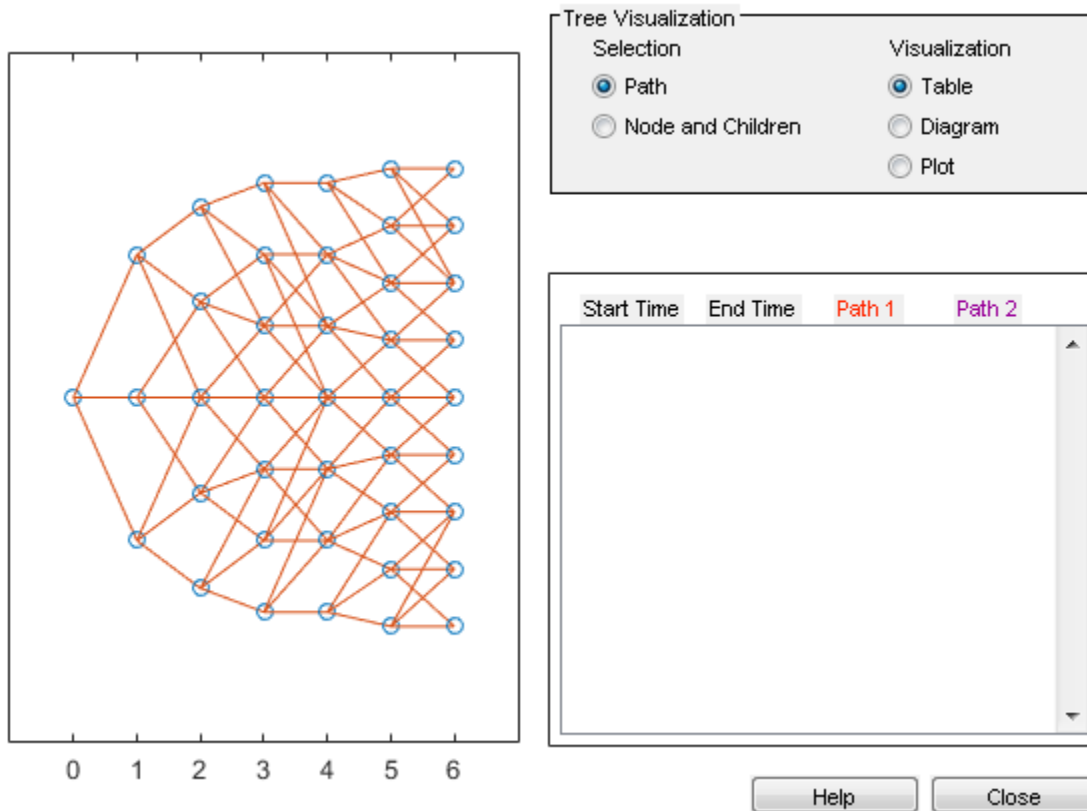 Tree Visualization
Selection Visualization
Path Table
Node and Children Diagram
Plot
Start Time End Time Path 1 Path 2
0 1 2 3 4 5 6
Help Close